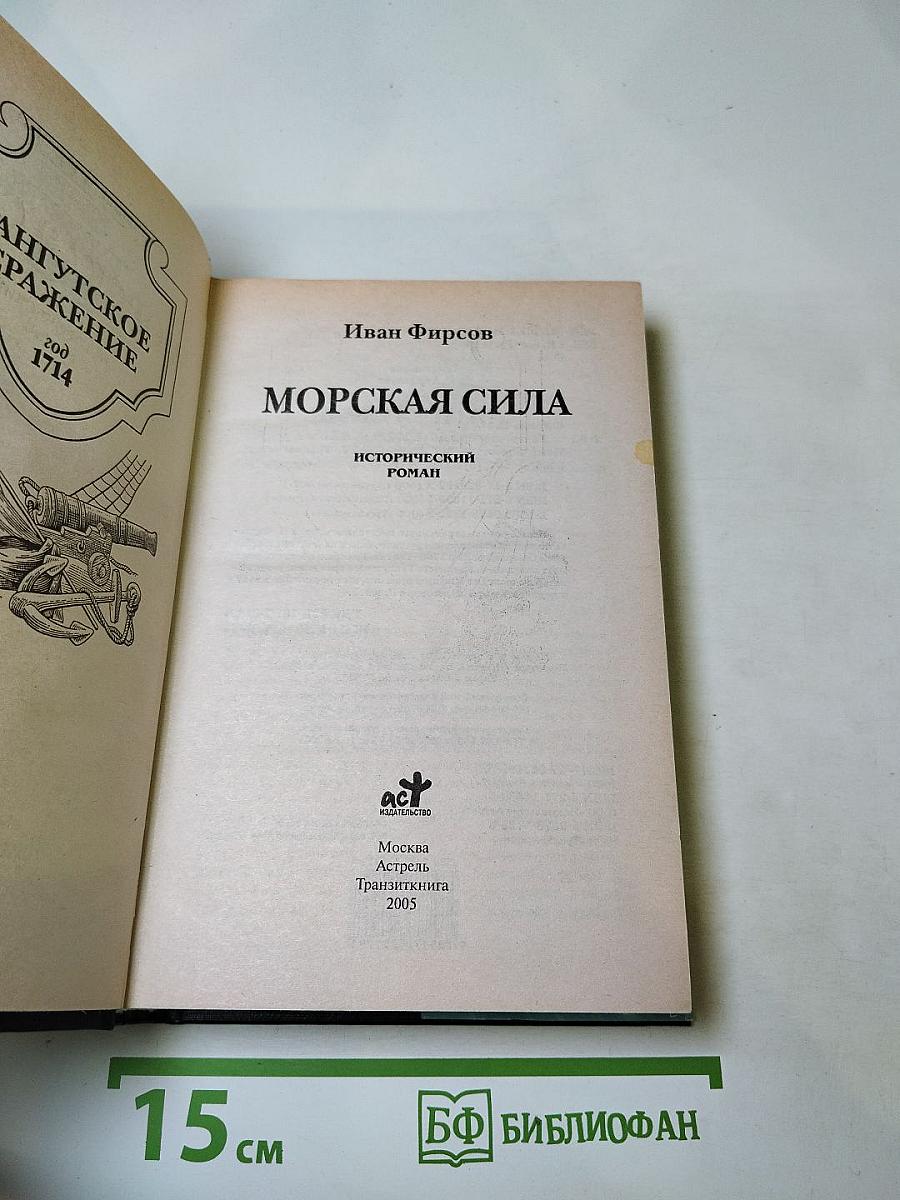 АНГУТСКОЕ
РАЖЕНИЕ
год
1714
Иван Фирсов
МОРСКАЯ СИЛА
ИСТОРИЧЕСКИЙ
РОМАН
аст
ИЗДАТЕЛЬСТВО
Москва
Астрель
Транзиткнига
2005
15 см
БФ БИБЛИОФАН